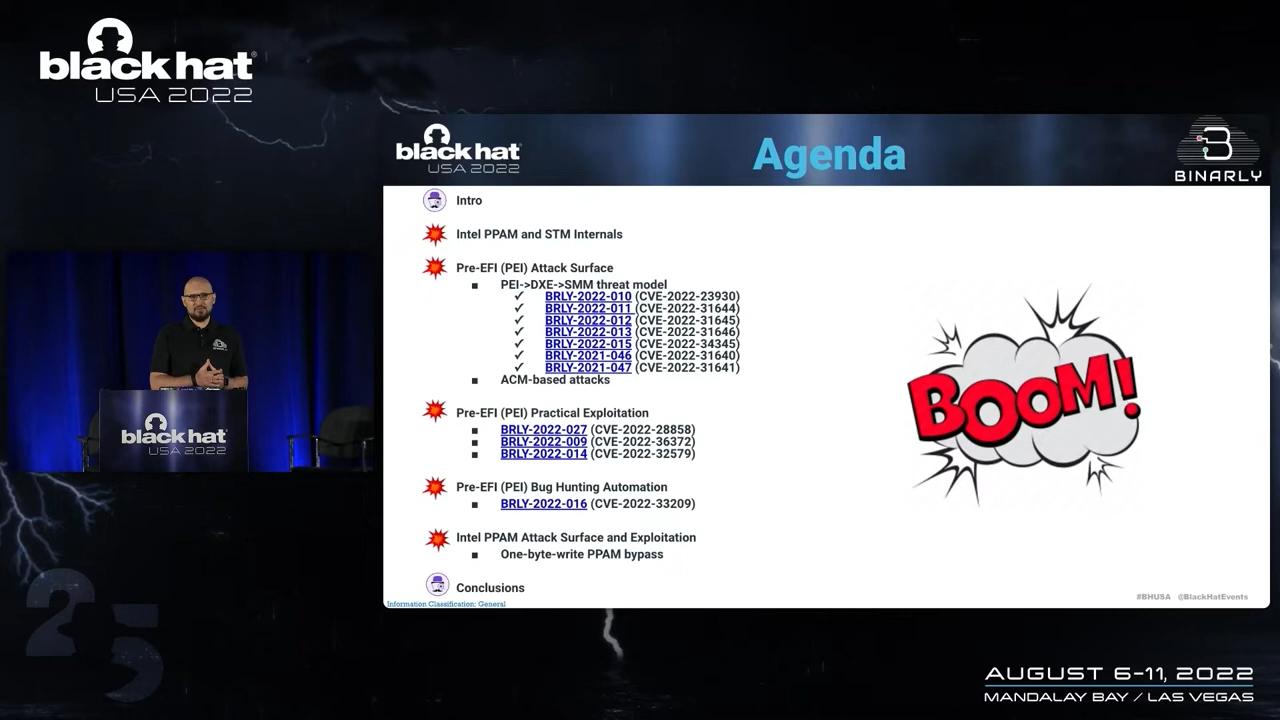 black hat®
USA 2022
black hat
USA 2022
Agenda
BINARLY
Intro
Intel PPAM and STM Internals
Pre-EFI (PEI) Attack Surface
■ PEI->DXE->SMM threat model
✓ BRLY-2022-010 (CVE-2022-23930)
✓ BRLY-2022-011 (CVE-2022-31644)
✓ BRLY-2022-012 (CVE-2022-31645)
✓ BRLY-2022-013 (CVE-2022-31646)
✓ BRLY-2022-015 (CVE-2022-34345)
✓ BRLY-2021-046 (CVE-2022-31640)
✓ BRLY-2021-047 (CVE-2022-31641)
■ ACM-based attacks
Pre-EFI (PEI) Practical Exploitation
■ BRLY-2022-027 (CVE-2022-28858)
■ BRLY-2022-009 (CVE-2022-36372)
■ BRLY-2022-014 (CVE-2022-32579)
Pre-EFI (PEI) Bug Hunting Automation
■ BRLY-2022-016 (CVE-2022-33209)
Intel PPAM Attack Surface and Exploitation
■ One-byte-write PPAM bypass
Conclusions
BOOM!
Information Classification: General
#BHUSA @BlackHatEvents
black hat
USA 2022
25
AUGUST 6-11, 2022
MANDALAY BAY / LAS VEGAS